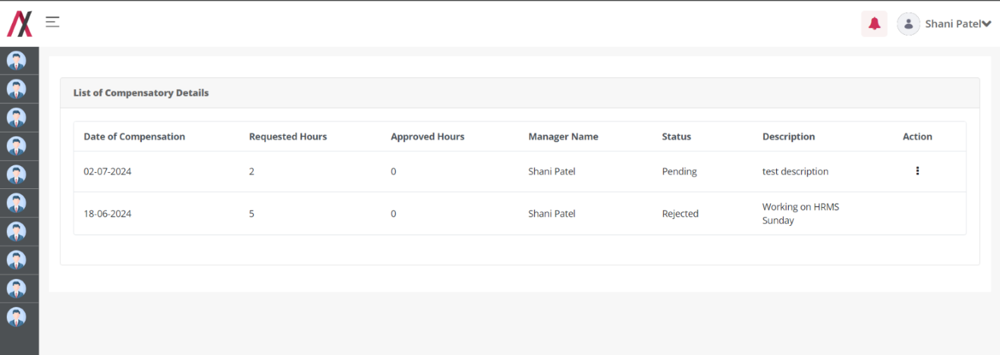 Shani Patel
List of Compensatory Details
Date of Compensation Requested Hours Approved Hours Manager Name Status Description Action
02-07-2024 2 0 Shani Patel Pending test description
18-06-2024 5 0 Shani Patel Rejected Working on HRMS
Sunday